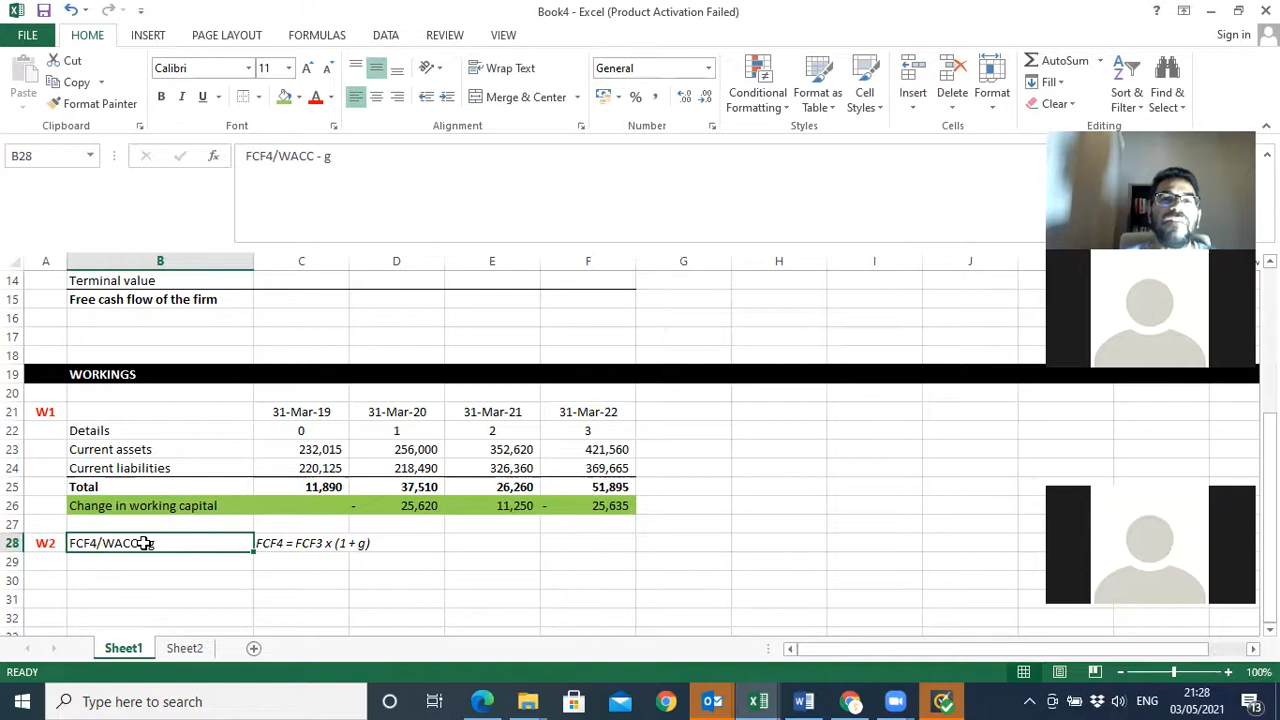 Book4 - Excel (Product Activation Failed)
?
FILE HOME INSERT PAGE LAYOUT FORMULAS DATA REVIEW VIEW Sign in
Paste Cut Copy Format Painter
Calibri 11
B I U A
Wrap Text
Merge & Center
General
%
Conditional Formatting Format as Table Cell Styles
Insert Delete Format
AutoSum Fill Clear
Sort & Filter Find & Select
Clipboard Font Alignment Number Styles Cells Editing
B28 fx FCF4/WACC - g
A B C D E F G H I J
14 Terminal value
15 Free cash flow of the firm
16
17
18
19 WORKINGS
20
21 W1 31-Mar-19 31-Mar-20 31-Mar-21 31-Mar-22
22 Details 0 1 2 3
23 Current assets 232,015 256,000 352,620 421,560
24 Current liabilities 220,125 218,490 326,360 369,665
25 Total 11,890 37,510 26,260 51,895
26 Change in working capital - 25,620 11,250 - 25,635
27
28 W2 FCF4/WACC g FCF4 = FCF3 x (1 + g)
29
30
31
32
Sheet1 Sheet2
READY 100%
Type here to search
ENG
21:28
03/05/2021
13